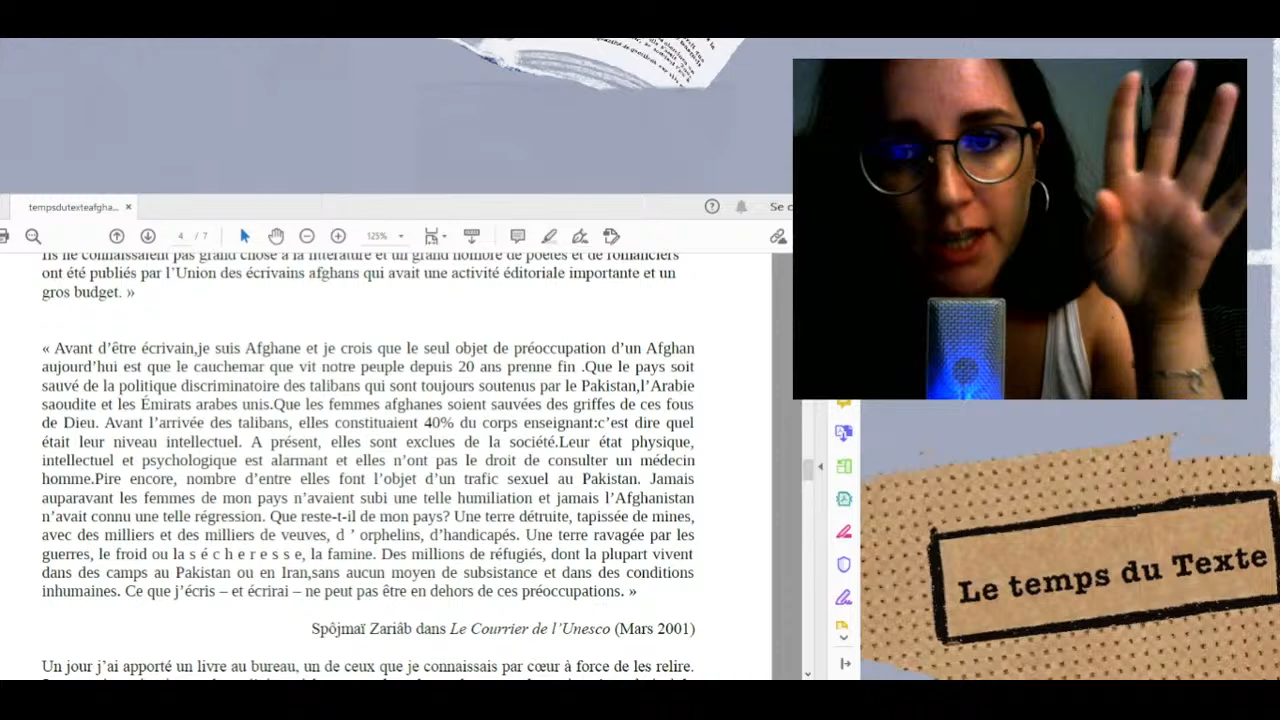 tempsdutexteafgha... ×
Se c
4 / 7
125%
Ils ne connaissaient pas grand chose à la littérature et un grand nombre de poètes et de romanciers
ont été publiés par l’Union des écrivains afghans qui avait une activité éditoriale importante et un
gros budget. »
« Avant d’être écrivain,je suis Afghane et je crois que le seul objet de préoccupation d’un Afghan
aujourd’hui est que le cauchemar que vit notre peuple depuis 20 ans prenne fin .Que le pays soit
sauvé de la politique discriminatoire des talibans qui sont toujours soutenus par le Pakistan,l’Arabie
saoudite et les Émirats arabes unis.Que les femmes afghanes soient sauvées des griffes de ces fous
de Dieu. Avant l’arrivée des talibans, elles constituaient 40% du corps enseignant:c’est dire quel
était leur niveau intellectuel. A présent, elles sont exclues de la société.Leur état physique,
intellectuel et psychologique est alarmant et elles n’ont pas le droit de consulter un médecin
homme.Pire encore, nombre d’entre elles font l’objet d’un trafic sexuel au Pakistan. Jamais
auparavant les femmes de mon pays n’avaient subi une telle humiliation et jamais l’Afghanistan
n’avait connu une telle régression. Que reste-t-il de mon pays? Une terre détruite, tapissée de mines,
avec des milliers et des milliers de veuves, d ’ orphelins, d’handicapés. Une terre ravagée par les
guerres, le froid ou la s é c h e r e s s e, la famine. Des millions de réfugiés, dont la plupart vivent
dans des camps au Pakistan ou en Iran,sans aucun moyen de subsistance et dans des conditions
inhumaines. Ce que j’écris – et écrirai – ne peut pas être en dehors de ces préoccupations. »
Spôjmaï Zariâb dans Le Courrier de l’Unesco (Mars 2001)
Un jour j’ai apporté un livre au bureau, un de ceux que je connaissais par cœur à force de les relire.
Le temps du Texte